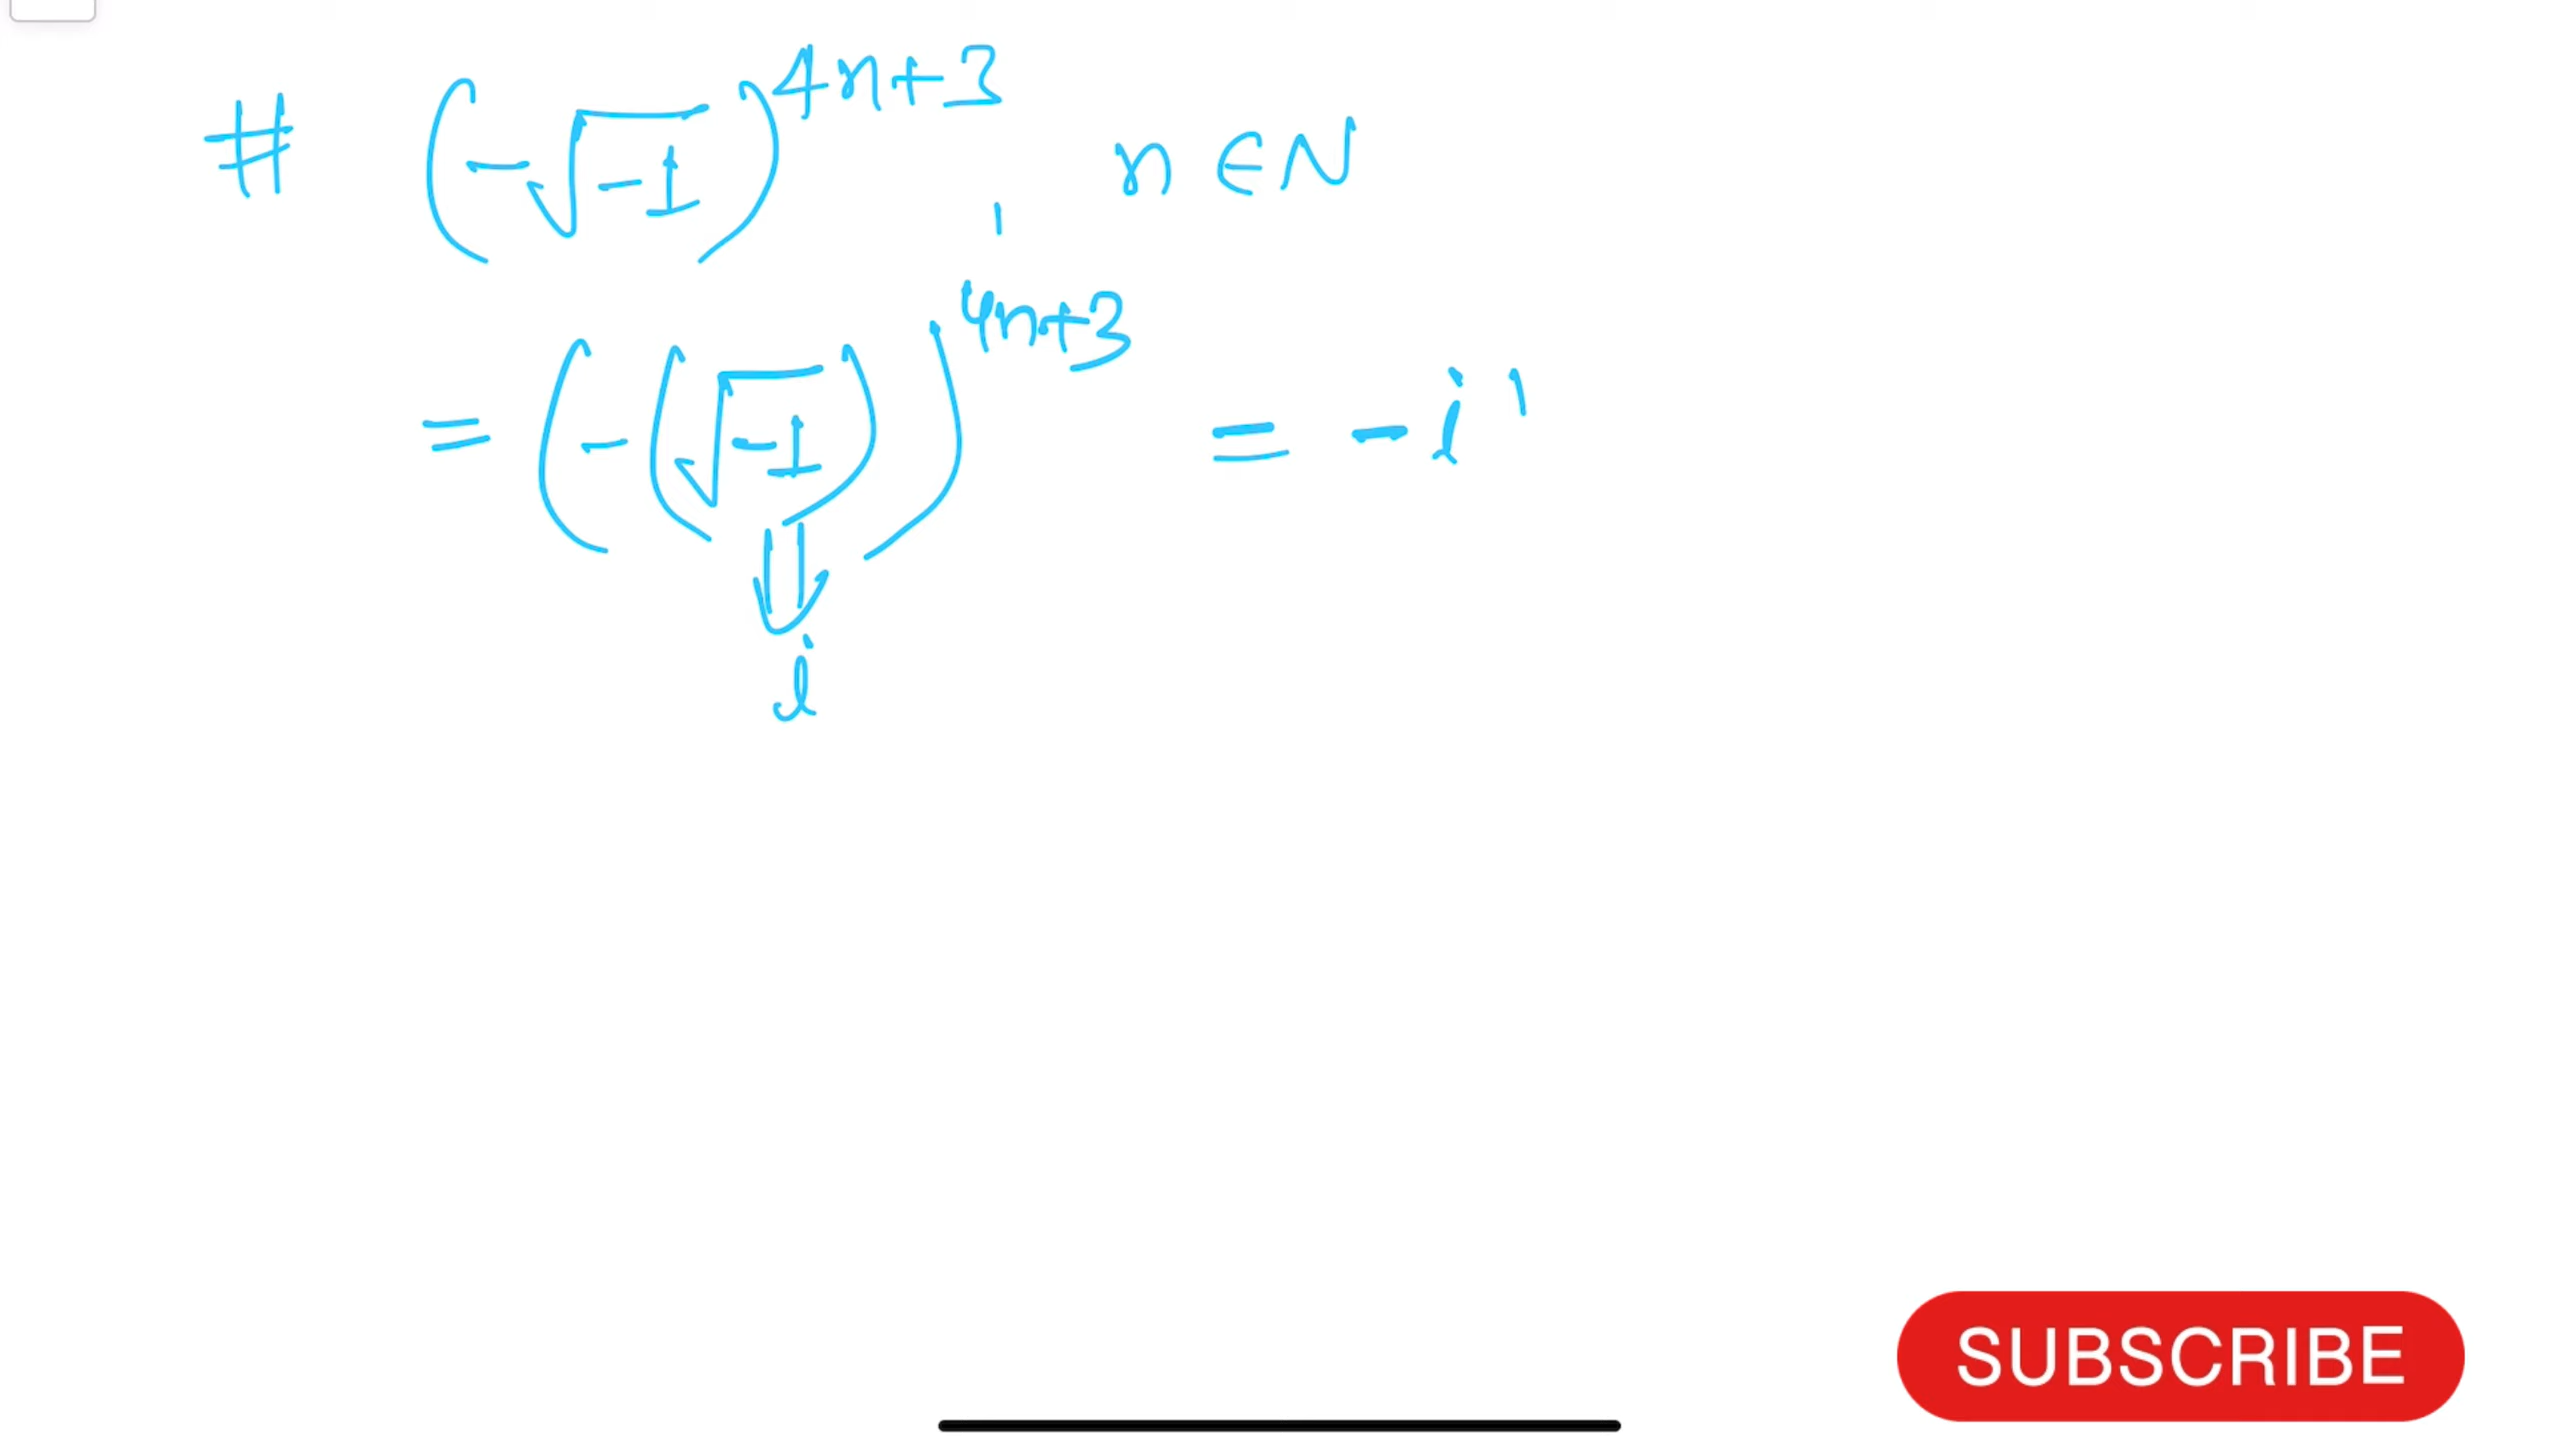 # (-√-1)^4n+3 n∈N
= (-(√-1))^4n+3 = -i
i
SUBSCRIBE